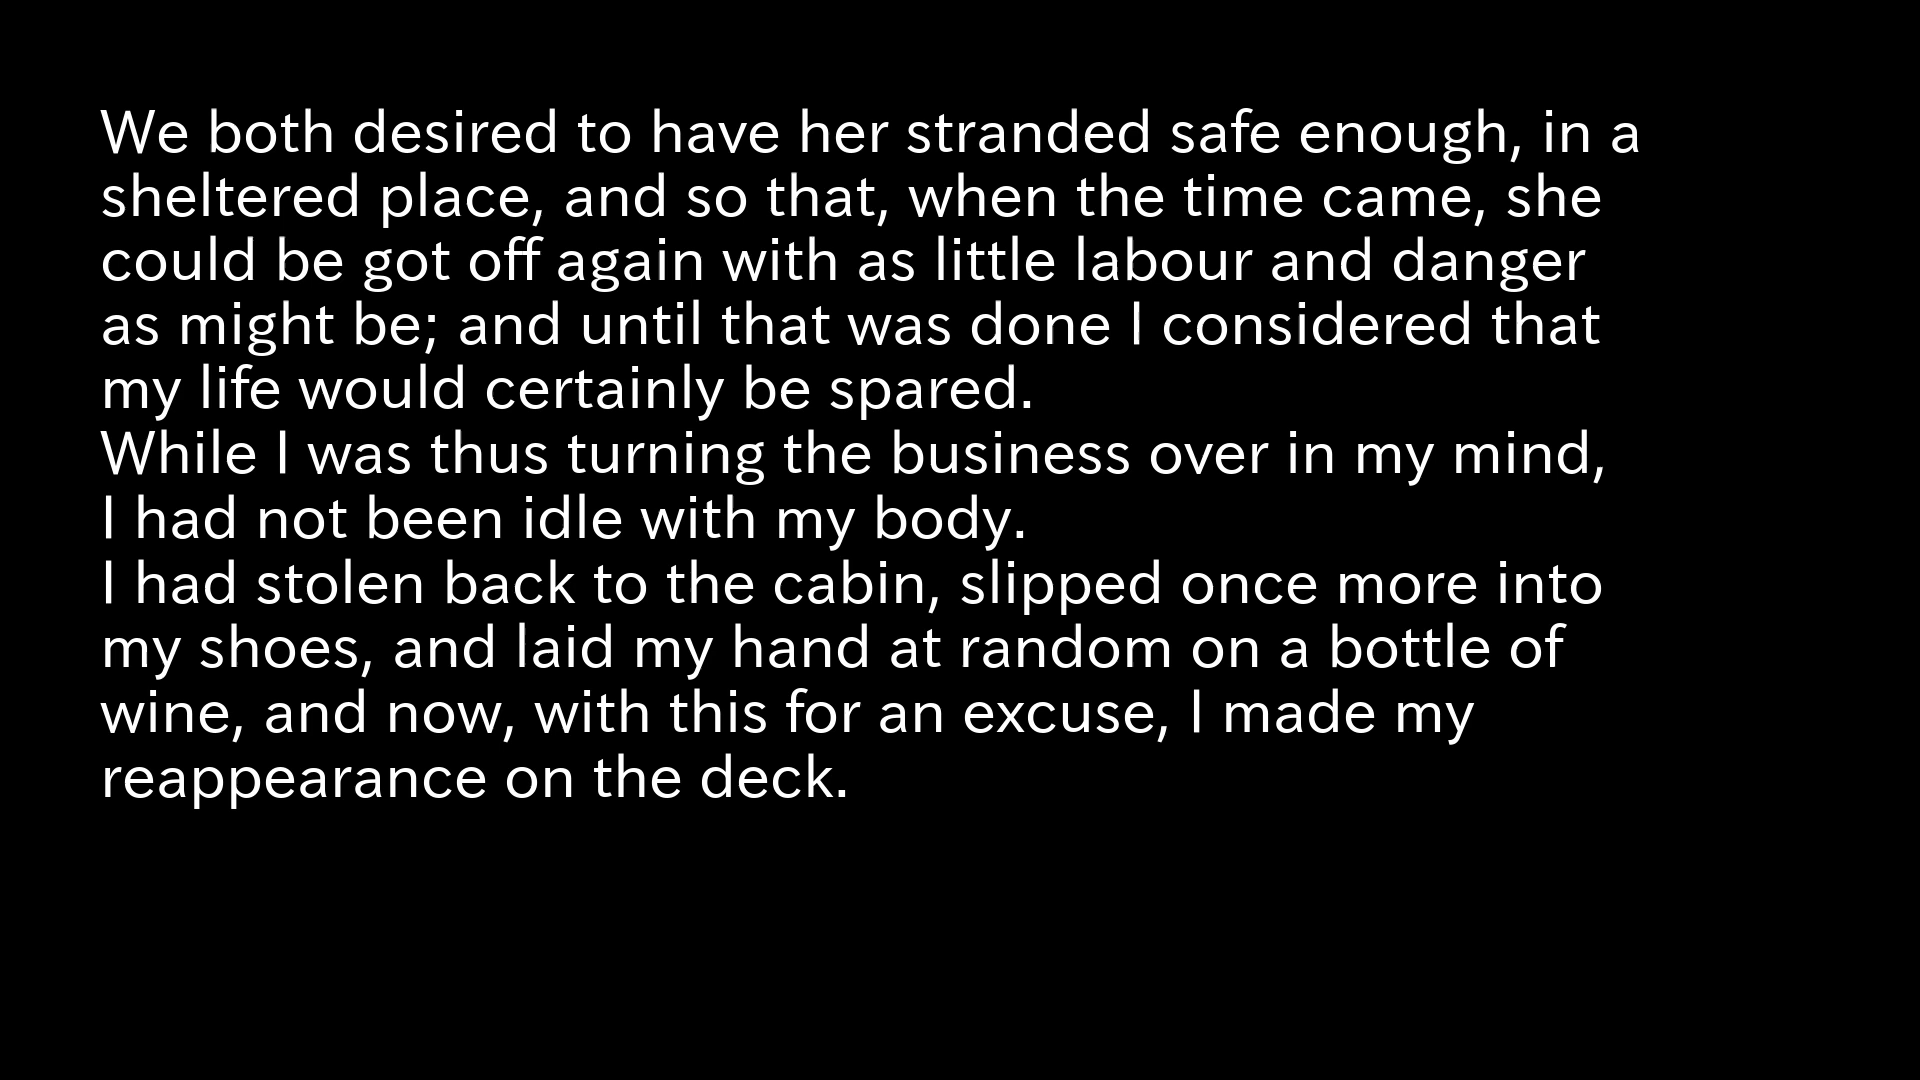 We both desired to have her stranded safe enough, in a
sheltered place, and so that, when the time came, she
could be got off again with as little labour and danger
as might be; and until that was done I considered that
my life would certainly be spared.
While I was thus turning the business over in my mind,
I had not been idle with my body.
I had stolen back to the cabin, slipped once more into
my shoes, and laid my hand at random on a bottle of
wine, and now, with this for an excuse, I made my
reappearance on the deck.